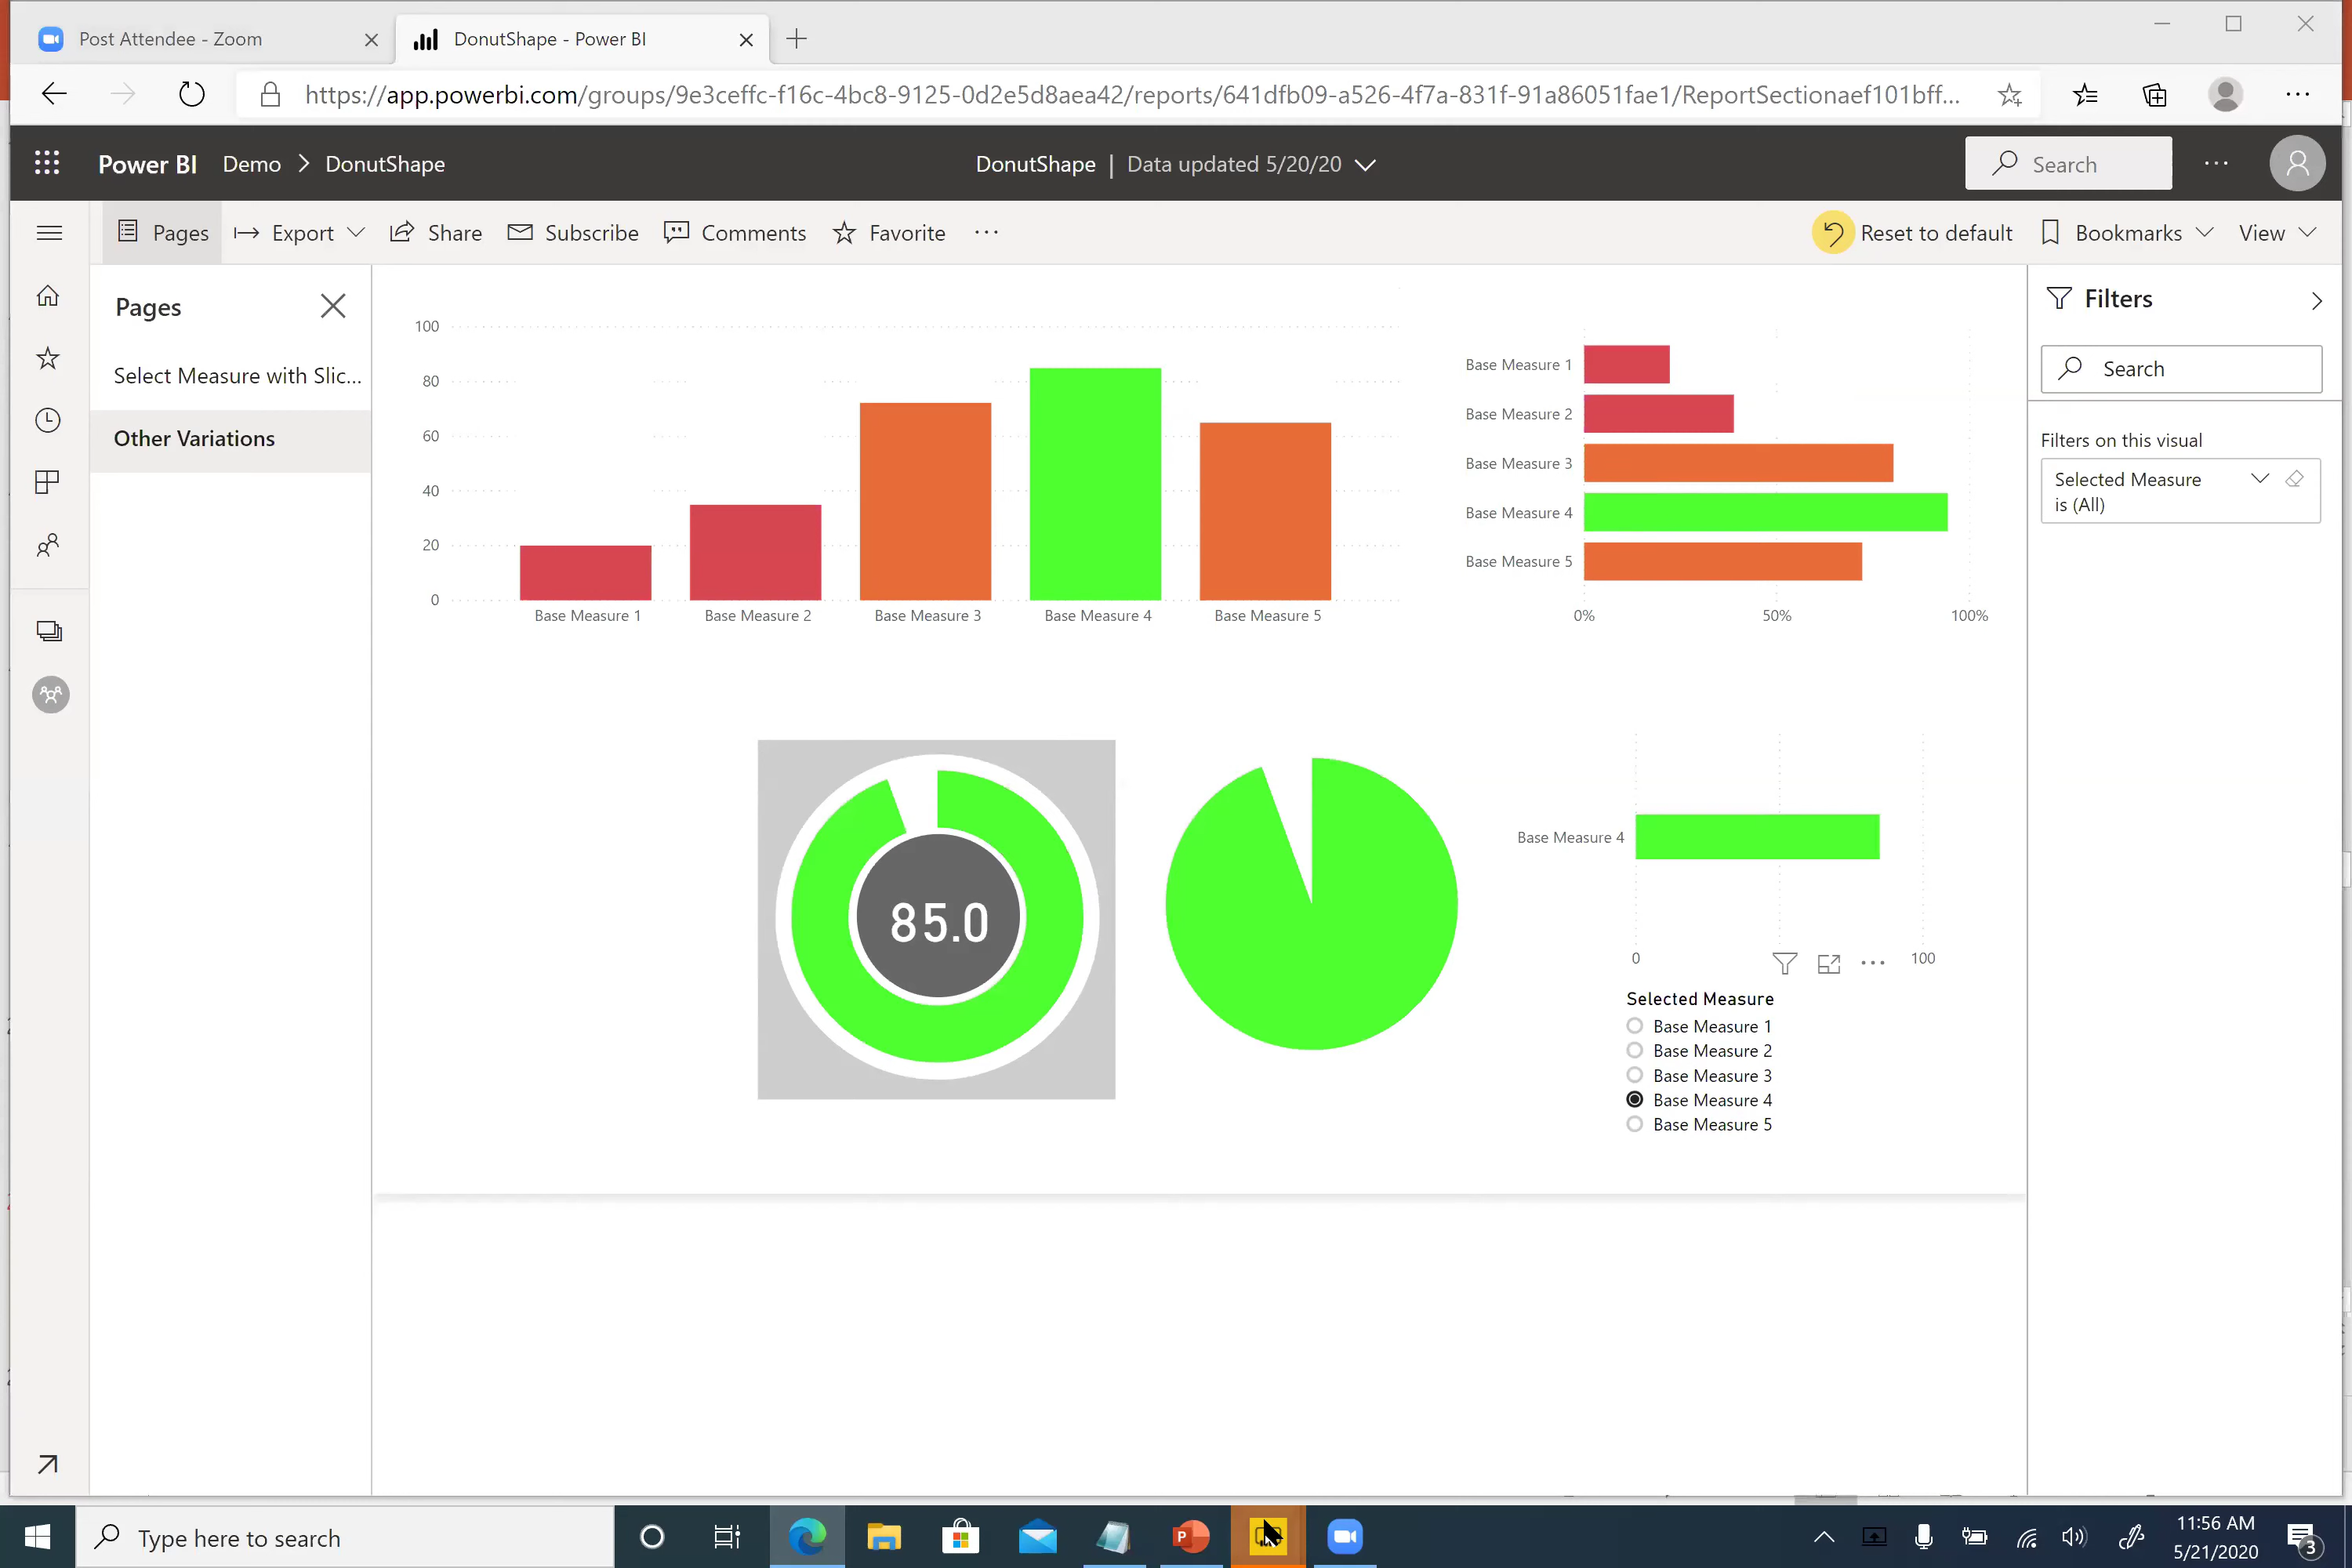 Post Attendee - Zoom
DonutShape - Power BI
https://app.powerbi.com/groups/9e3ceffc-f16c-4bc8-9125-0d2e5d8aea42/reports/641dfb09-a526-4f7a-831f-91a86051fae1/ReportSectionaef101bff...
Power BI Demo > DonutShape
DonutShape | Data updated 5/20/20
Search
Pages
Export
Share
Subscribe
Comments
Favorite
Reset to default
Bookmarks
View
Pages
Select Measure with Slic...
Other Variations
100
80
60
40
20
0
Base Measure 1
Base Measure 2
Base Measure 3
Base Measure 4
Base Measure 5
Base Measure 1
Base Measure 2
Base Measure 3
Base Measure 4
Base Measure 5
0%
50%
100%
85.0
Base Measure 4
0
100
Selected Measure
Base Measure 1
Base Measure 2
Base Measure 3
Base Measure 4
Base Measure 5
Filters
Search
Filters on this visual
Selected Measure
is (All)
Type here to search
P
11:56 AM
5/21/2020
3